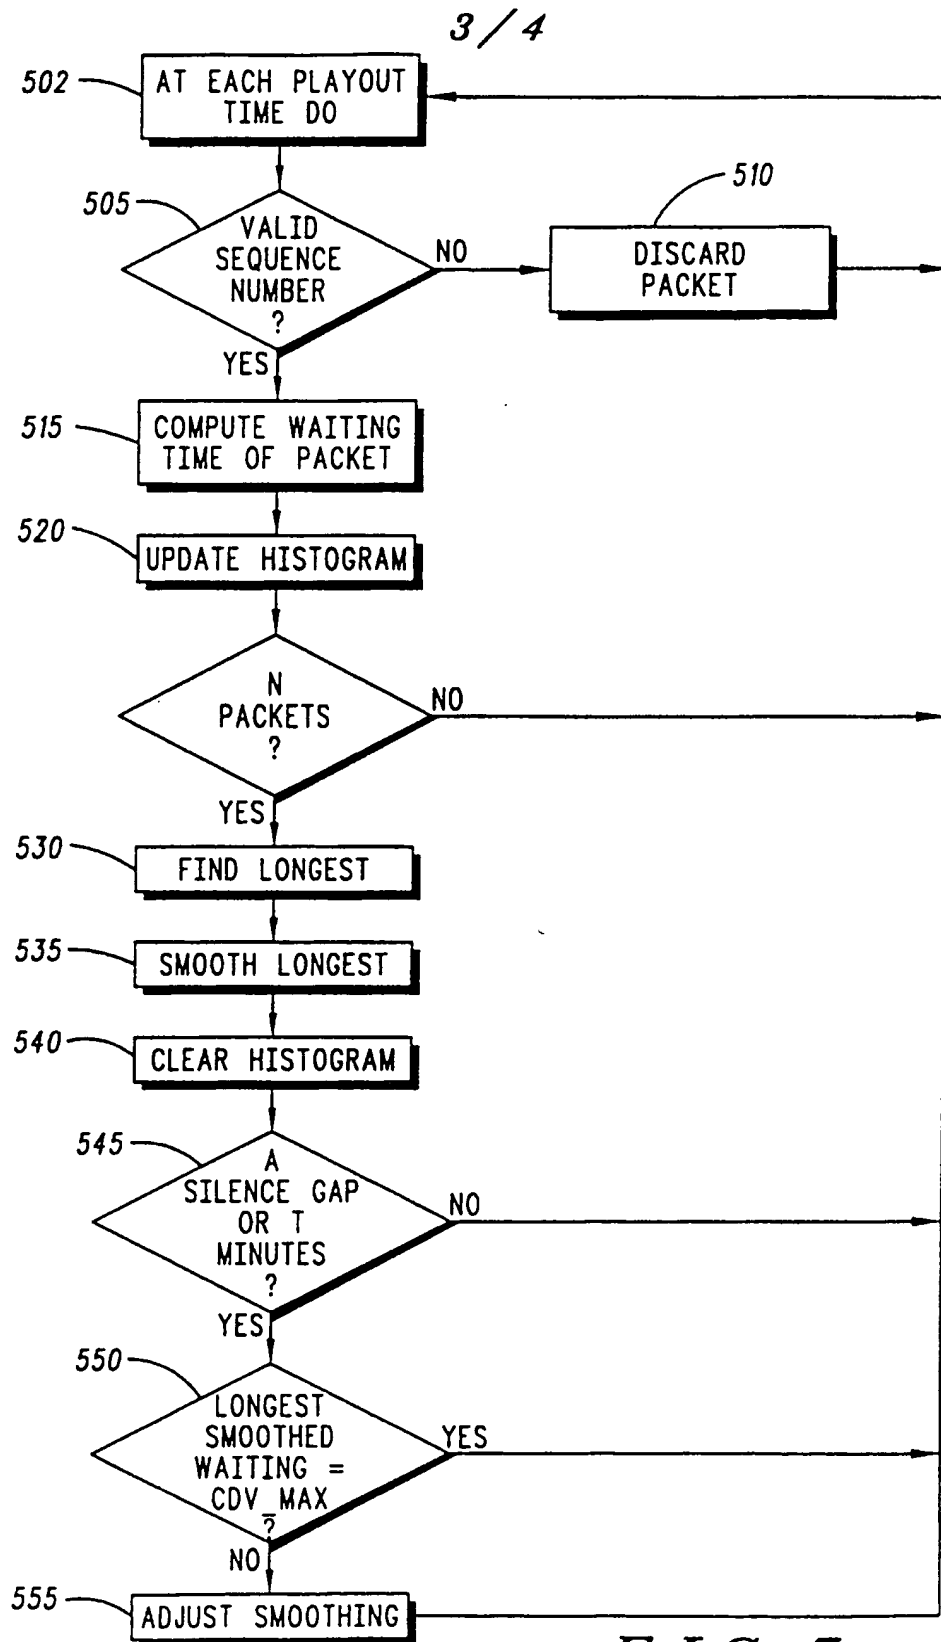 3/4
502
AT EACH PLAYOUT
TIME DO
505
VALID
SEQUENCE
NUMBER
?
NO
YES
510
DISCARD
PACKET
515
COMPUTE WAITING
TIME OF PACKET
520
UPDATE HISTOGRAM
N
PACKETS
?
NO
YES
530
FIND LONGEST
535
SMOOTH LONGEST
540
CLEAR HISTOGRAM
545
A
SILENCE GAP
OR T
MINUTES
?
NO
YES
550
LONGEST
SMOOTHED
WAITING =
CDV_MAX
?
YES
NO
555
ADJUST SMOOTHING